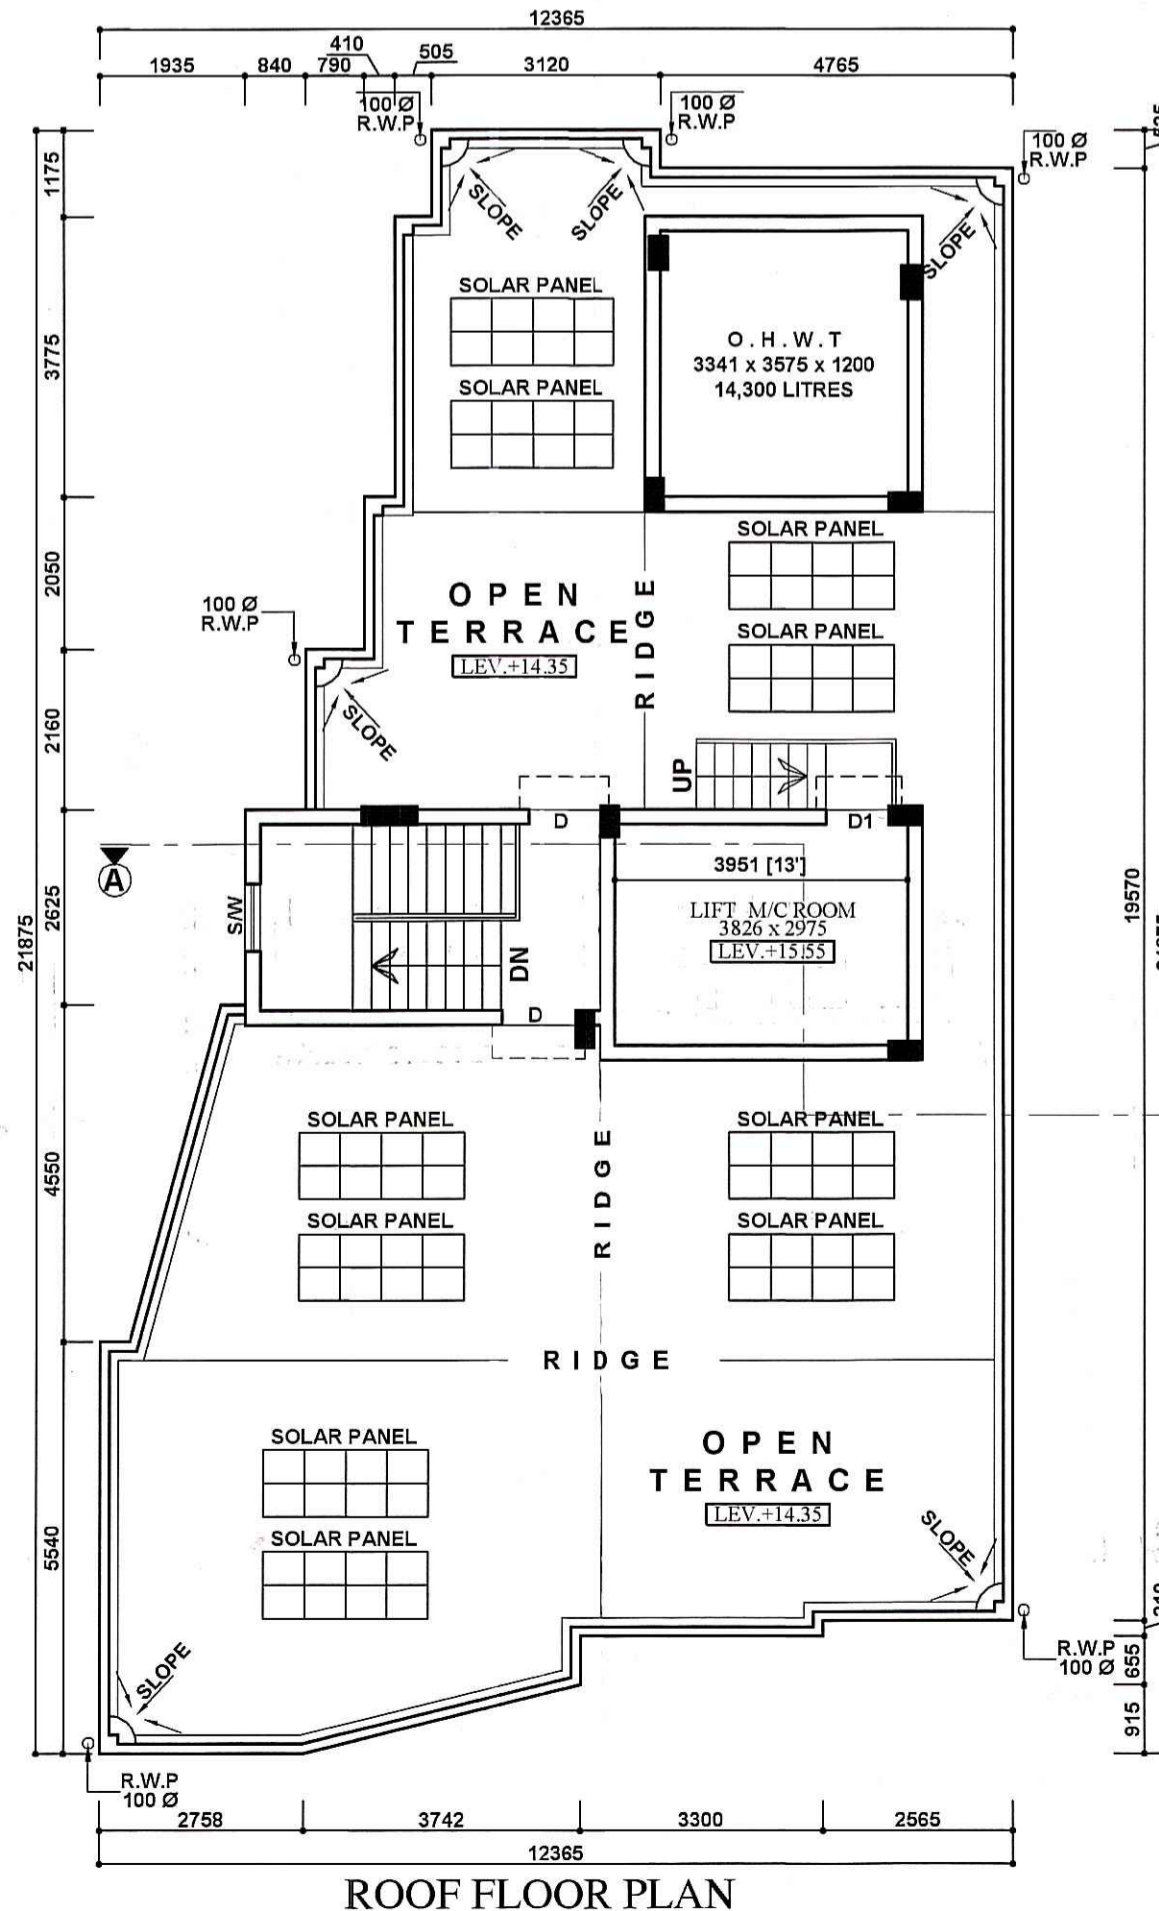 12365
1935
840
790
410
505
3120
4765
100 Ø
R.W.P
100 Ø
R.W.P
100 Ø
R.W.P
535
1175
SLOPE
SLOPE
SLOPE
SOLAR PANEL
O . H . W . T
3341 x 3575 x 1200
14,300 LITRES
3775
SOLAR PANEL
SOLAR PANEL
OPEN
TERRACE
LEV.+14.35
RIDGE
2050
100 Ø
R.W.P
SOLAR PANEL
SLOPE
2160
UP
D
D1
A
3951 [13']
LIFT M/C ROOM
3826 x 2975
LEV.+15.55
S/W
2625
21875
19570
DN
D
SOLAR PANEL
SOLAR PANEL
RIDGE
4550
SOLAR PANEL
SOLAR PANEL
RIDGE
SOLAR PANEL
OPEN
TERRACE
LEV.+14.35
5540
SOLAR PANEL
SLOPE
SLOPE
R.W.P
100 Ø
655
915
R.W.P
100 Ø
2758
3742
3300
2565
12365
ROOF FLOOR PLAN